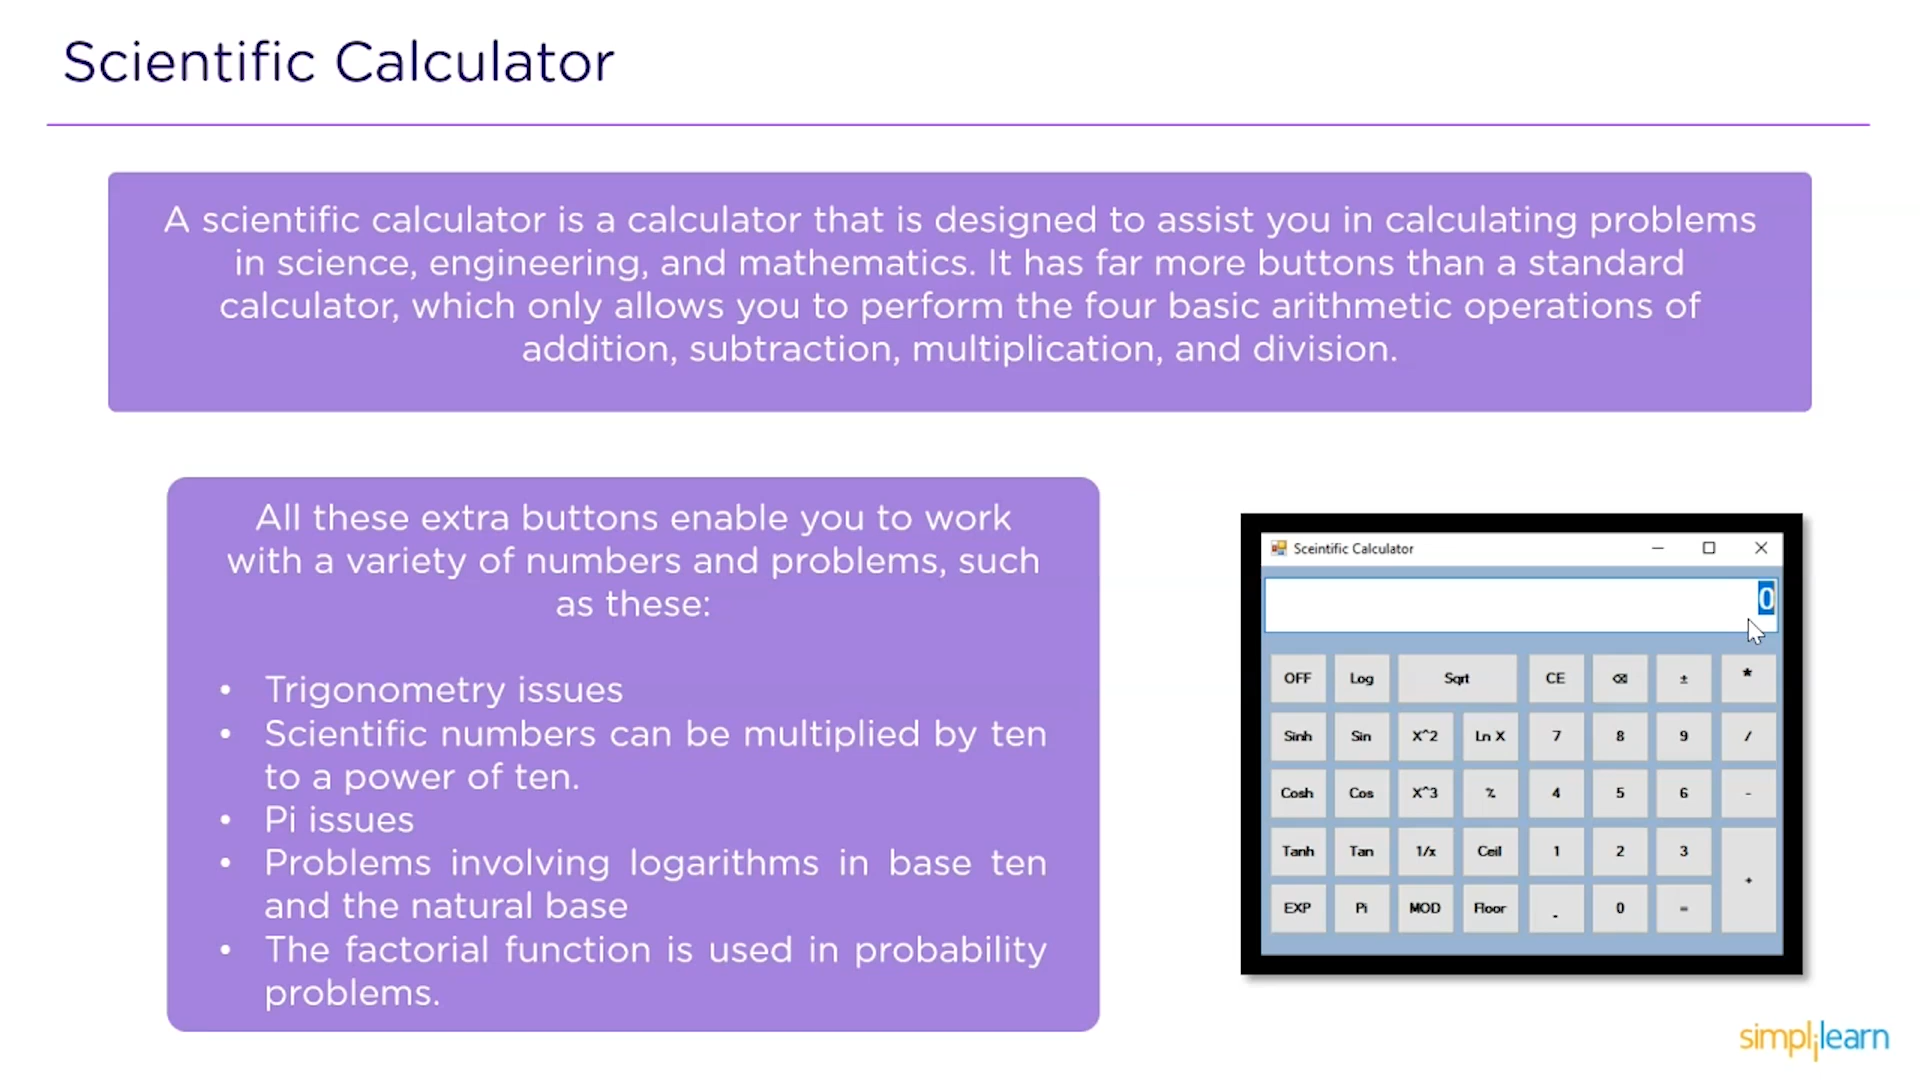 Scientific Calculator
A scientific calculator is a calculator that is designed to assist you in calculating problems
in science, engineering, and mathematics. It has far more buttons than a standard
calculator, which only allows you to perform the four basic arithmetic operations of
addition, subtraction, multiplication, and division.
All these extra buttons enable you to work
with a variety of numbers and problems, such
as these:
• Trigonometry issues
• Scientific numbers can be multiplied by ten
to a power of ten.
• Pi issues
• Problems involving logarithms in base ten
and the natural base
• The factorial function is used in probability
problems.
Sceintific Calculator
0
OFF Log Sqrt CE ⌫ ± *
Sinh Sin X^2 Ln X 7 8 9 /
Cosh Cos X^3 % 4 5 6 -
Tanh Tan 1/x Ceil 1 2 3
+
EXP Pi MOD Floor . 0 =
simplilearn